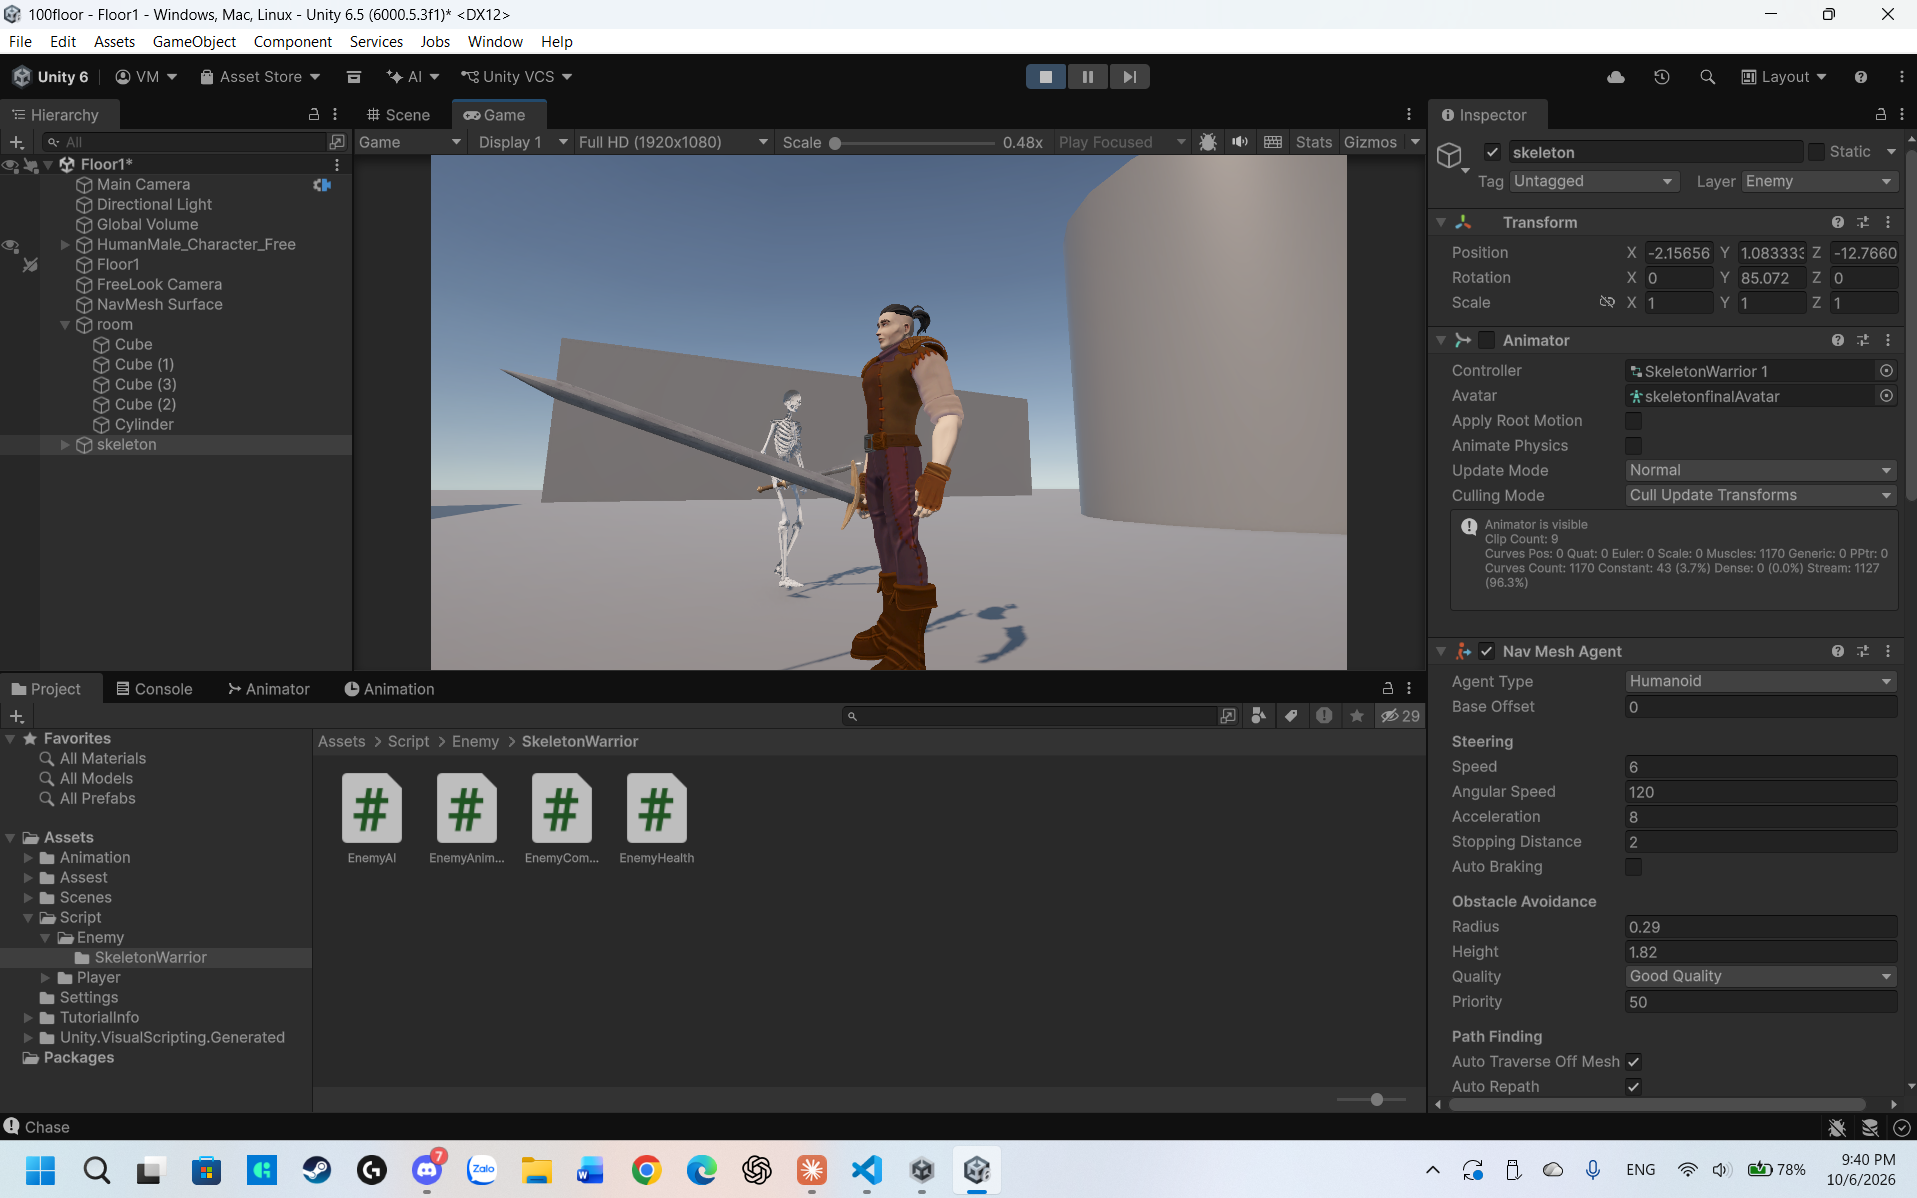 100floor - Floor1 - Windows, Mac, Linux - Unity 6.5 (6000.5.3f1)* <DX12>
File Edit Assets GameObject Component Services Jobs Window Help
Unity 6 VM Asset Store AI Unity VCS Layout
Hierarchy
All
Floor1*
Main Camera
Directional Light
Global Volume
HumanMale_Character_Free
Floor1
FreeLook Camera
NavMesh Surface
room
Cube
Cube (1)
Cube (3)
Cube (2)
Cylinder
skeleton
Scene Game
Game Display 1 Full HD (1920x1080) Scale 0.48x Play Focused Stats Gizmos
Inspector
skeleton Static
Tag Untagged Layer Enemy
Transform
Position X -2.15656 Y 1.083333 Z -12.7660
Rotation X 0 Y 85.072 Z 0
Scale X 1 Y 1 Z 1
Animator
Controller SkeletonWarrior 1
Avatar skeletonfinalAvatar
Apply Root Motion
Animate Physics
Update Mode Normal
Culling Mode Cull Update Transforms
Animator is visible
Clip Count: 9
Curves Pos: 0 Quat: 0 Euler: 0 Scale: 0 Muscles: 1170 Generic: 0 PPtr: 0
Curves Count: 1170 Constant: 43 (3.7%) Dense: 0 (0.0%) Stream: 1127
(96.3%)
Nav Mesh Agent
Agent Type Humanoid
Base Offset 0
Steering
Speed 6
Angular Speed 120
Acceleration 8
Stopping Distance 2
Auto Braking
Obstacle Avoidance
Radius 0.29
Height 1.82
Quality Good Quality
Priority 50
Path Finding
Auto Traverse Off Mesh
Auto Repath
Project Console Animator Animation
29
Favorites
All Materials
All Models
All Prefabs
Assets
Animation
Assest
Scenes
Script
Enemy
SkeletonWarrior
Player
Settings
TutorialInfo
Unity.VisualScripting.Generated
Packages
Assets > Script > Enemy > SkeletonWarrior
EnemyAI EnemyAnim... EnemyCom... EnemyHealth
Chase
7
Zalo
ENG 78% 9:40 PM
10/6/2026